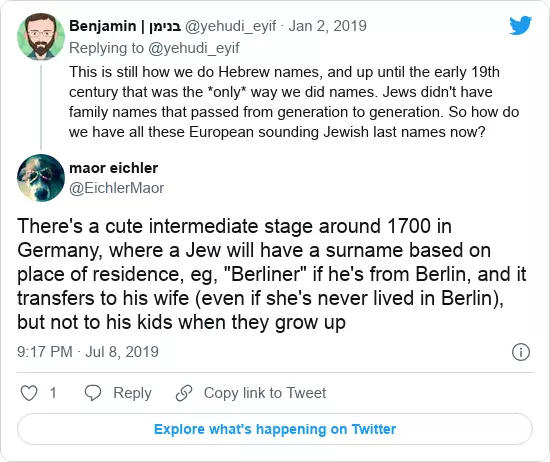 Benjamin | בנימן @yehudi_eyif · Jan 2, 2019
Replying to @yehudi_eyif
This is still how we do Hebrew names, and up until the early 19th
century that was the *only* way we did names. Jews didn't have
family names that passed from generation to generation. So how do
we have all these European sounding Jewish last names now?
maor eichler
@EichlerMaor
There's a cute intermediate stage around 1700 in
Germany, where a Jew will have a surname based on
place of residence, eg, "Berliner" if he's from Berlin, and it
transfers to his wife (even if she's never lived in Berlin),
but not to his kids when they grow up
9:17 PM · Jul 8, 2019
1 Reply Copy link to Tweet
Explore what's happening on Twitter